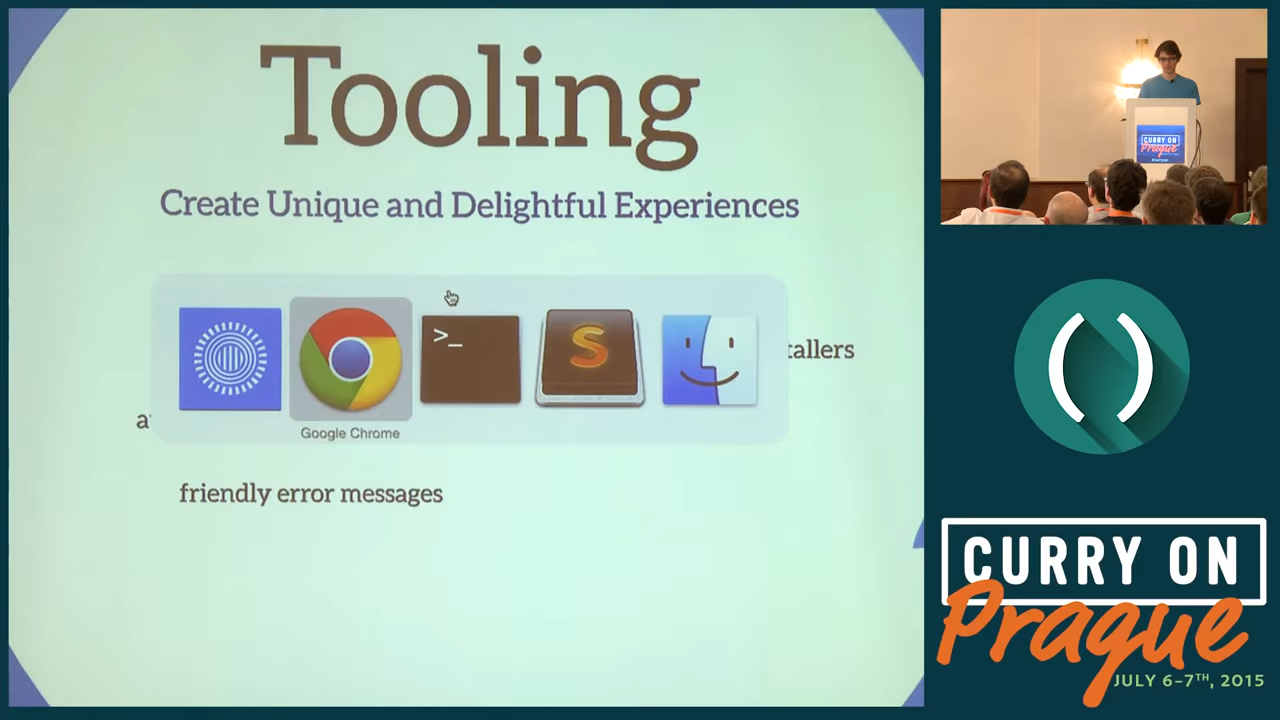 Tooling
Create Unique and Delightful Experiences
tallers
>_
S
a
Google Chrome
friendly error messages
CURRY ON
Prague
CURRY ON
Prague
JULY 6–7TH, 2015